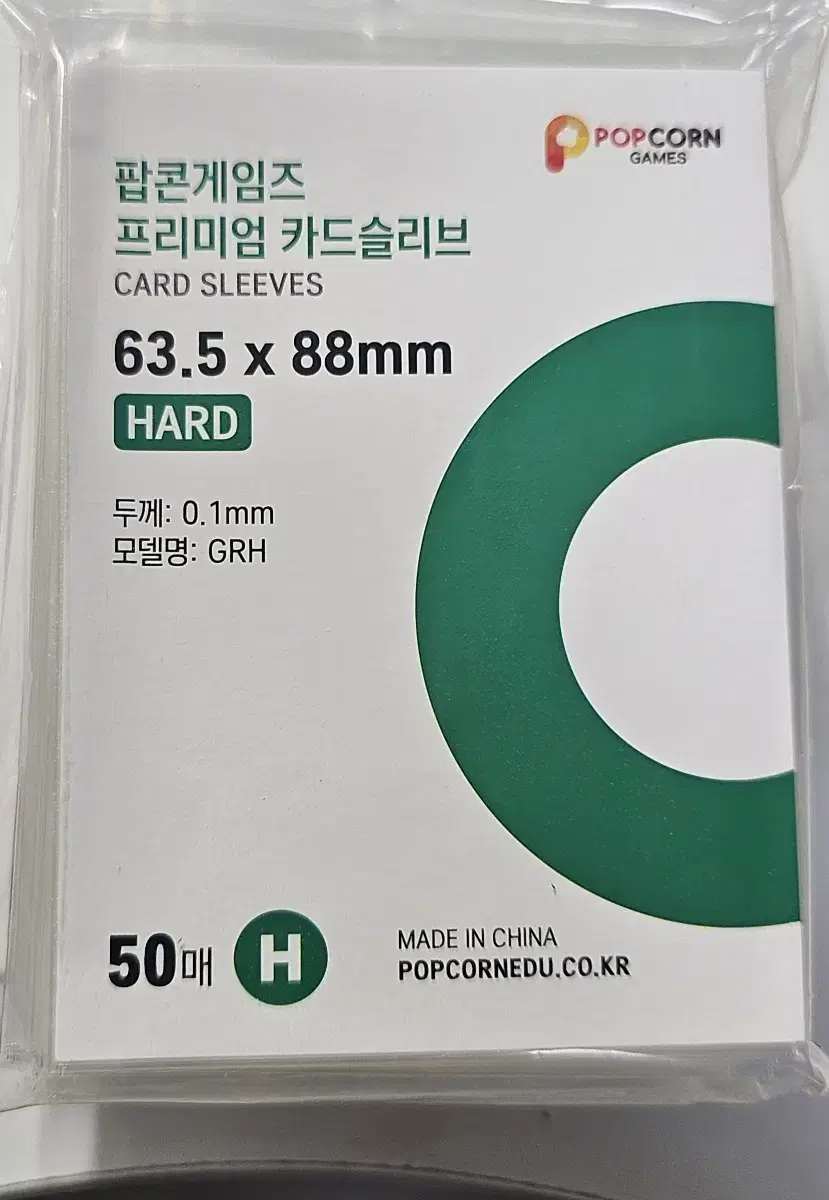 POPCORN
GAMES
팝콘게임즈
프리미엄 카드슬리브
CARD SLEEVES
63.5 x 88mm
HARD
두께: 0.1mm
모델명: GRH
50매 H
MADE IN CHINA
POPCORNEDU.CO.KR